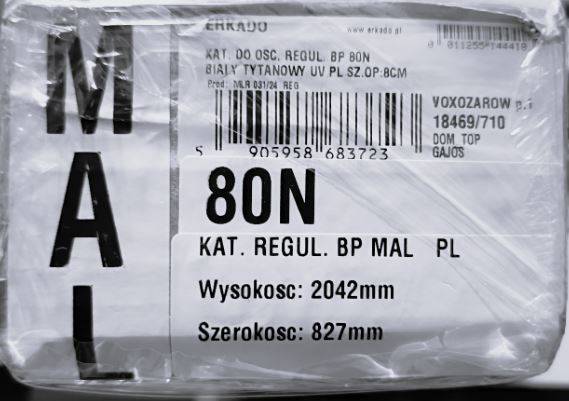 MAL
ERKADO
www.erkado.pl
KAT. DO OSC. REGUL. BP 80N
BIALY TYTANOWY UV PL SZ.OP:8CM
Prod: MLR 031/24 REG
5 905958 683723
VOXOZAROW p.i
18469/710
DOM TOP
GAJOS
80N
KAT. REGUL. BP MAL PL
Wysokosc: 2042mm
Szerokosc: 827mm